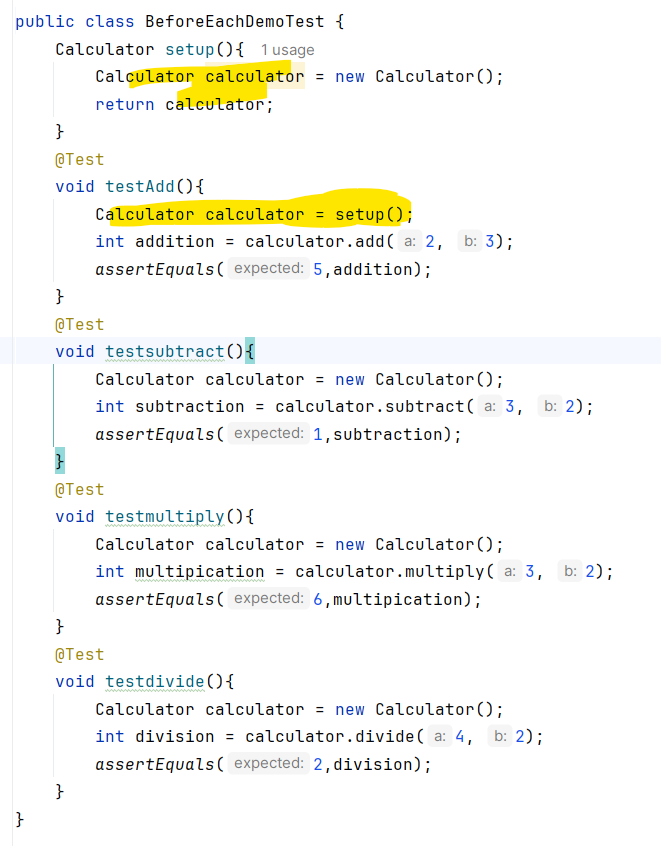 public class BeforeEachDemoTest {
Calculator setup(){ 1 usage
Calculator calculator = new Calculator();
return calculator;
}
@Test
void testAdd(){
Calculator calculator = setup();
int addition = calculator.add( a: 2, b: 3);
assertEquals( expected: 5,addition);
}
@Test
void testsubtract(){
Calculator calculator = new Calculator();
int subtraction = calculator.subtract( a: 3, b: 2);
assertEquals( expected: 1,subtraction);
}
@Test
void testmultiply(){
Calculator calculator = new Calculator();
int multipication = calculator.multiply( a: 3, b: 2);
assertEquals( expected: 6,multipication);
}
@Test
void testdivide(){
Calculator calculator = new Calculator();
int division = calculator.divide( a: 4, b: 2);
assertEquals( expected: 2,division);
}
}